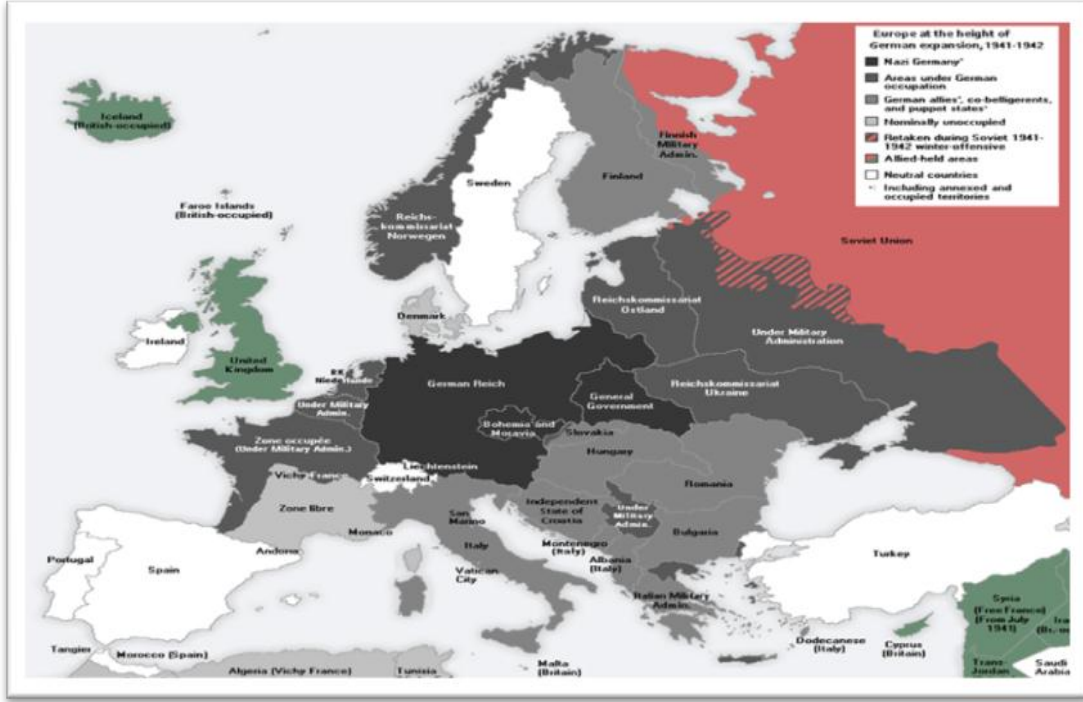 Europe at the height of
German expansion, 1941-1942
Nazi Germany*
Areas under German
occupation
German allies*, co-belligerents,
and puppet states*
Nominally unoccupied
Retaken during Soviet 1941-
1942 winter-offensive
Allied-held areas
Neutral countries
Including annexed and
occupied territories
Iceland
(British-occupied)
Faroe Islands
(British-occupied)
Sweden
Finnish
Military
Admin.
Finland
Reichs-
kommissariat
Norwegen
Soviet Union
Ireland
United
Kingdom
Denmark
Reichskommissariat
Ostland
Under Military
Administration
RK
Niederlande
Under Military
Admin.
German Reich
General
Government
Reichskommissariat
Ukraine
Bohemia and
Moravia
Slovakia
Zone occupée
(Under Military Admin.)
Vichy France
Zone libre
Liechtenstein
Switzerland
Hungary
Romania
Independent
State of
Croatia
Under
Military
Admin.
San
Marino
Monaco
Andorra
Italy
Vatican
City
Montenegro
(Italy)
Albania
(Italy)
Bulgaria
Italian Military
Admin.
Portugal
Spain
Turkey
Tangier
Morocco (Spain)
Algeria (Vichy France)
Tunisia
Malta
(Britain)
Dodecanese
(Italy)
Cyprus
(Britain)
Syria
(Free France)
(From July
1941)
Trans-
Jordan
Saudi
Arabia